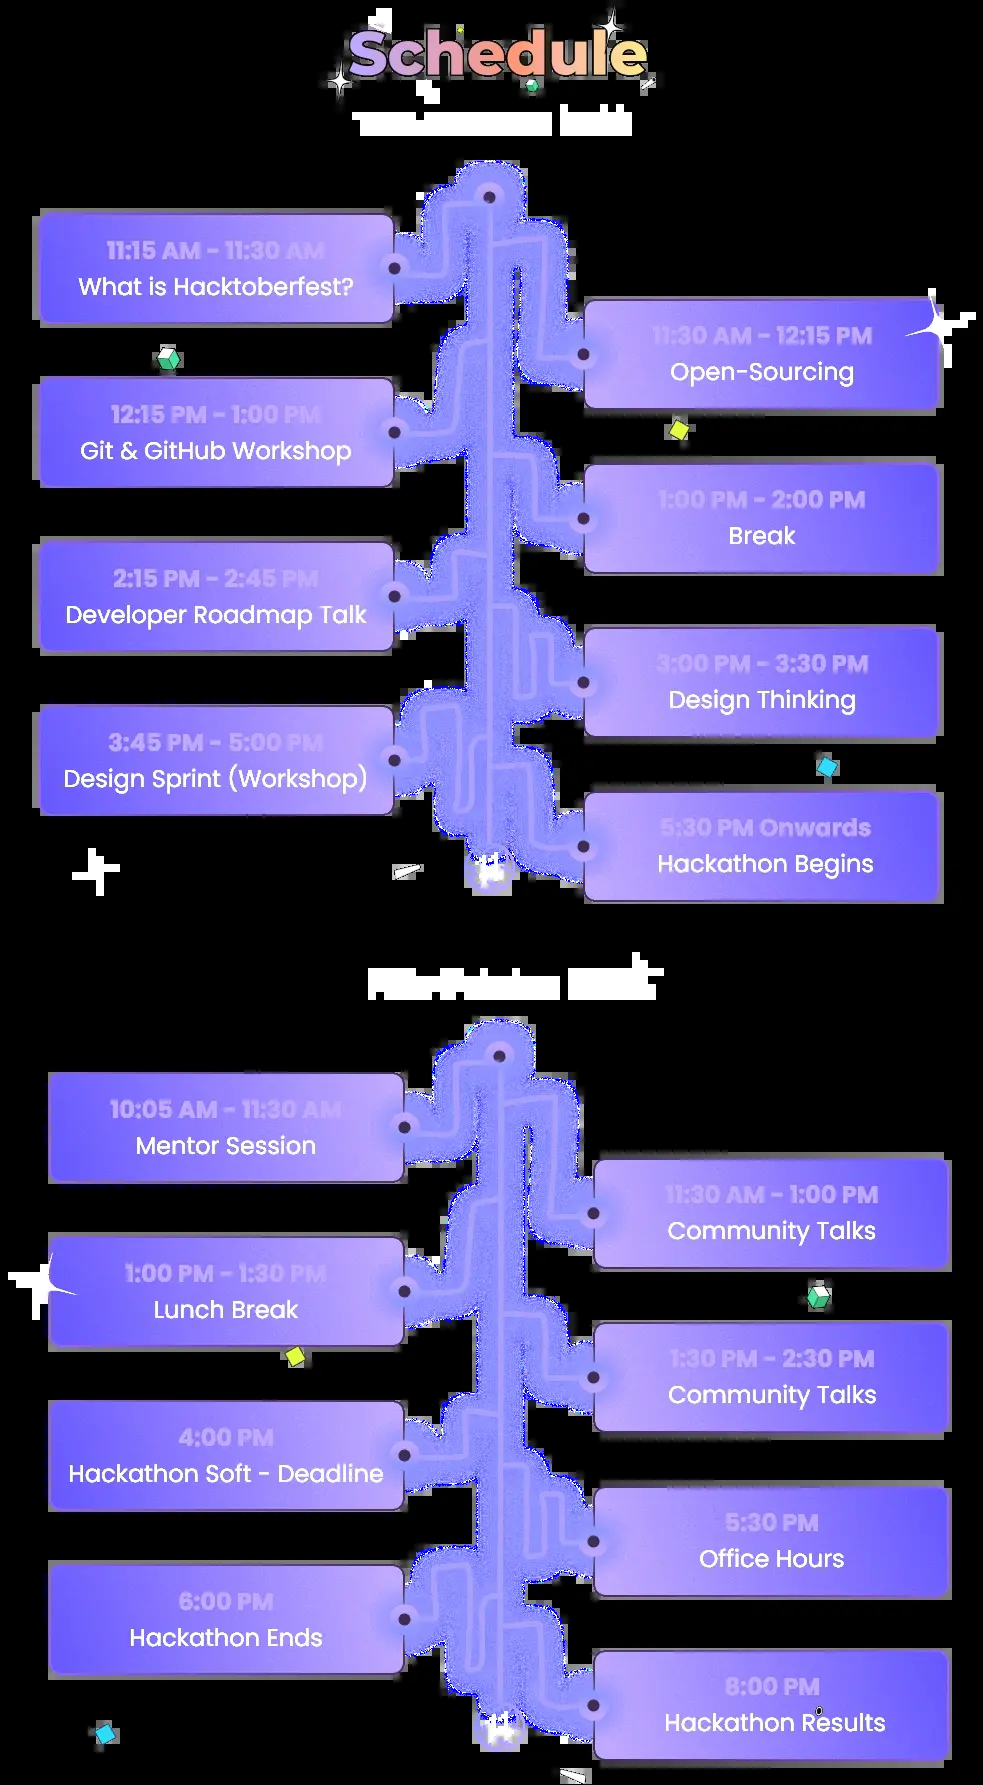 Schedule
11:15 AM - 11:30 AM
What is Hacktoberfest?
11:30 AM - 12:15 PM
Open-Sourcing
12:15 PM - 1:00 PM
Git & GitHub Workshop
1:00 PM - 2:00 PM
Break
2:15 PM - 2:45 PM
Developer Roadmap Talk
3:00 PM - 3:30 PM
Design Thinking
3:45 PM - 5:00 PM
Design Sprint (Workshop)
5:30 PM Onwards
Hackathon Begins
10:05 AM - 11:30 AM
Mentor Session
11:30 AM - 1:00 PM
Community Talks
1:00 PM - 1:30 PM
Lunch Break
1:30 PM - 2:30 PM
Community Talks
4:00 PM
Hackathon Soft - Deadline
5:30 PM
Office Hours
6:00 PM
Hackathon Ends
8:00 PM
Hackathon Results